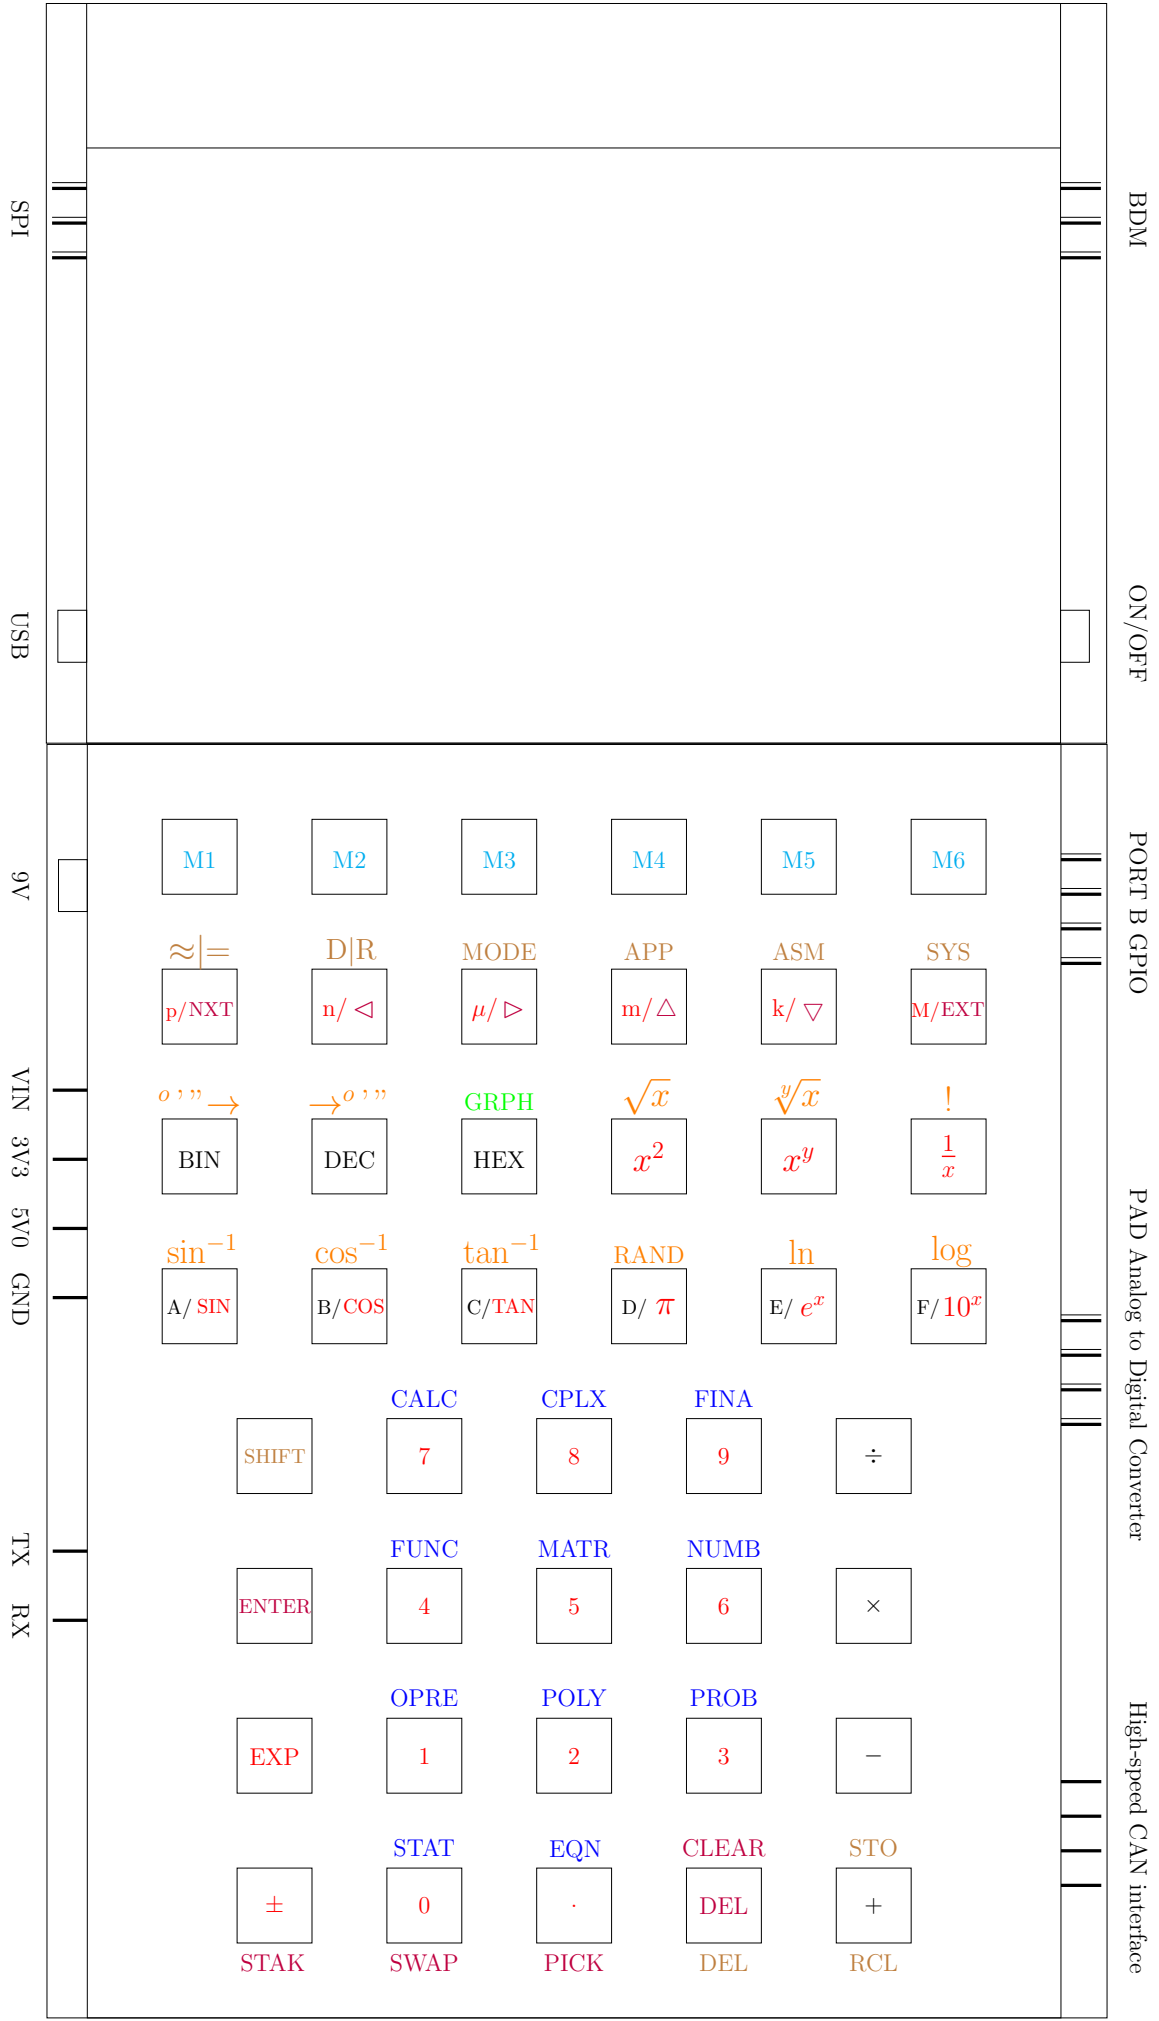 SPI
BDM
USB
ON/OFF
M1 M2 M3 M4 M5 M6
9V
PORT B GPIO
≈|= D|R MODE APP ASM SYS
p/NXT n/ ◁ μ/ ▷ m/△ k/ ▽ M/EXT
VIN 3V3 5V0 GND
o ’ ”→ →o ’ ” GRPH √x ʸ√x !
BIN DEC HEX x² xʸ 1/x
PAD Analog to Digital Converter
sin⁻¹ cos⁻¹ tan⁻¹ RAND ln log
A/ SIN B/COS C/TAN D/ π E/ eˣ F/ 10ˣ
CALC CPLX FINA
SHIFT 7 8 9 ÷
TX RX
FUNC MATR NUMB
ENTER 4 5 6 ×
High-speed CAN interface
OPRE POLY PROB
EXP 1 2 3 −
STAT EQN CLEAR STO
± 0 · DEL +
STAK SWAP PICK DEL RCL